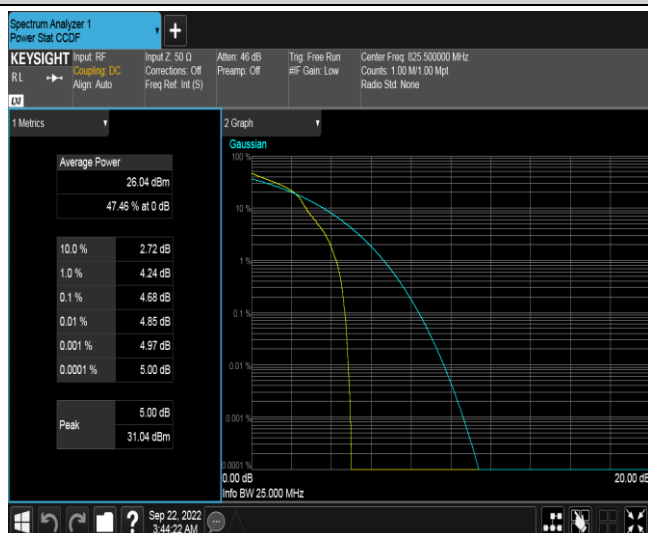 Spectrum Analyzer 1
Power Stat CCDF
+
KEYSIGHT
RL
LXI
Input: RF
Coupling: DC
Align: Auto
Input Z: 50 Ω
Corrections: Off
Freq Ref: Int (S)
Atten: 46 dB
Preamp: Off
Trig: Free Run
#IF Gain: Low
Center Freq: 825.500000 MHz
Counts: 1.00 M/1.00 Mpt
Radio Std: None
1 Metrics
Average Power
26.04 dBm
47.46 % at 0 dB
10.0 % 2.72 dB
1.0 % 4.24 dB
0.1 % 4.68 dB
0.01 % 4.85 dB
0.001 % 4.97 dB
0.0001 % 5.00 dB
Peak
5.00 dB
31.04 dBm
2 Graph
Gaussian
100 %
10 %
1 %
0.1 %
0.01 %
0.001 %
0.0001 %
0.00 dB 20.00 dB
Info BW 25.000 MHz
?
Sep 22, 2022
3:44:22 AM